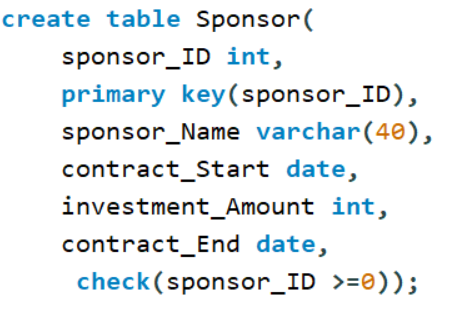 create table Sponsor(
sponsor_ID int,
primary key(sponsor_ID),
sponsor_Name varchar(40),
contract_Start date,
investment_Amount int,
contract_End date,
check(sponsor_ID >=0));